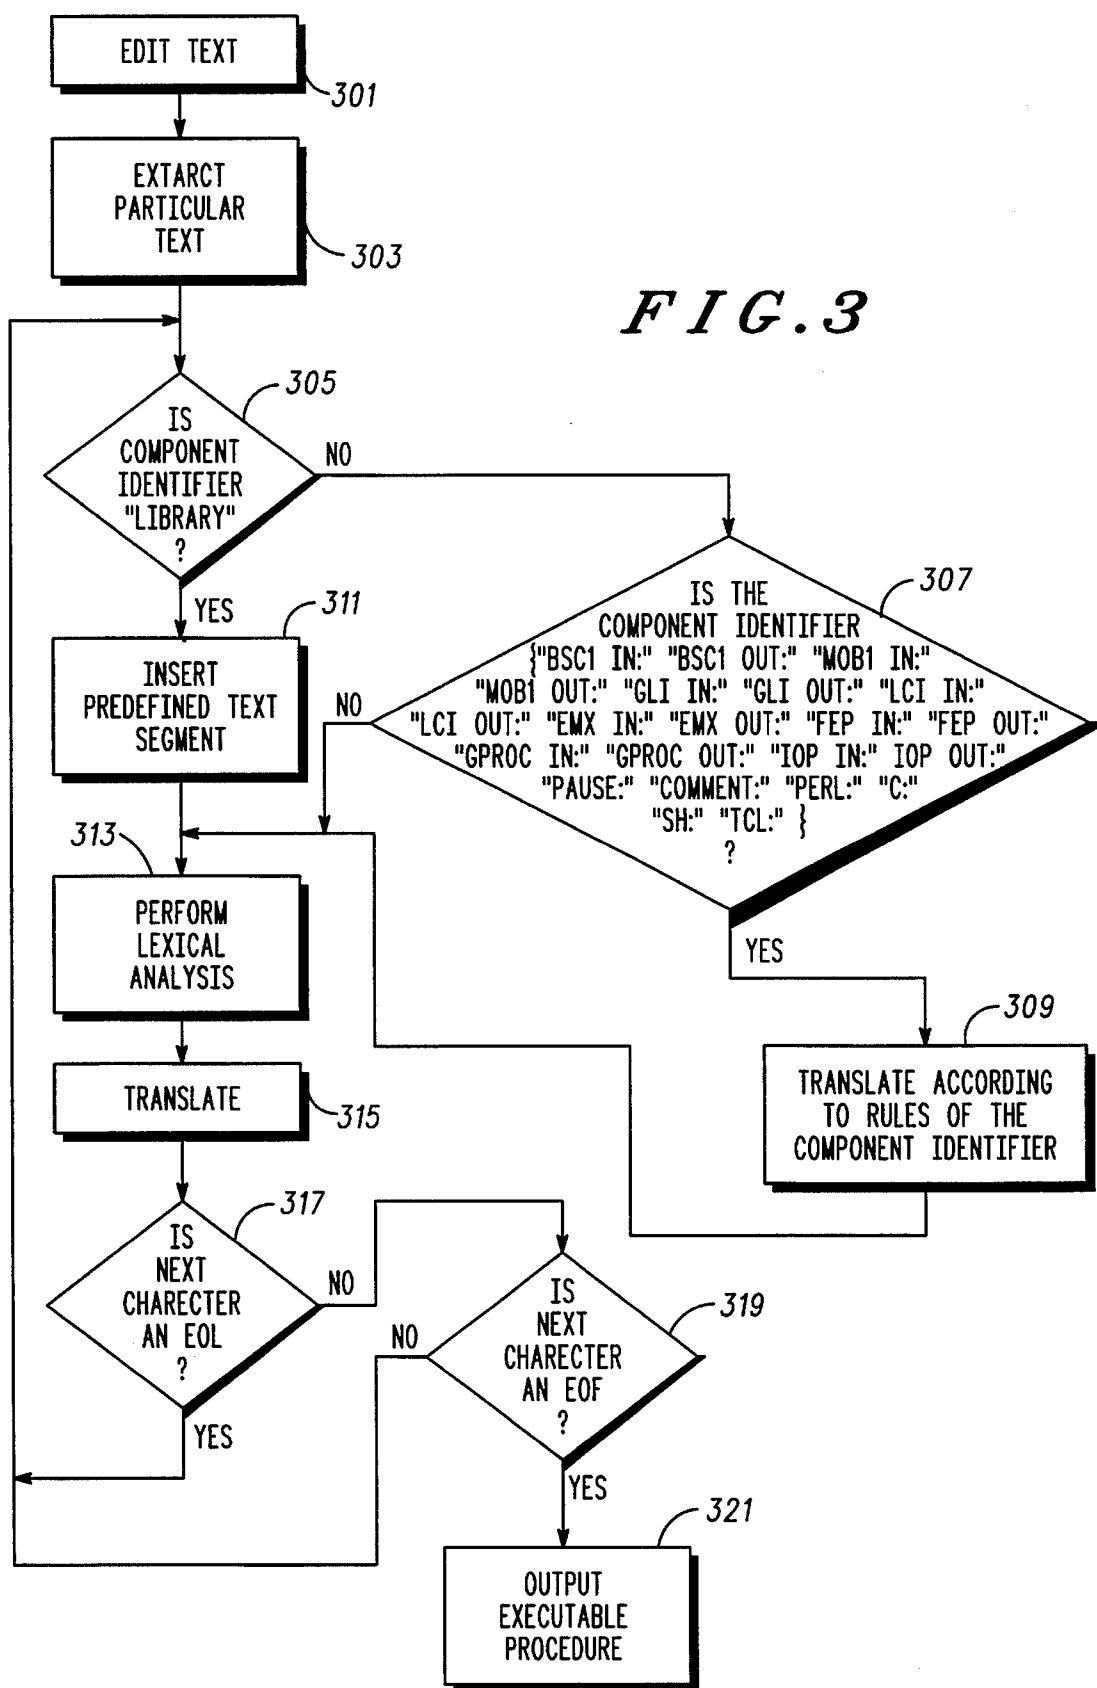 EDIT TEXT
301
EXTARCT
PARTICULAR
TEXT
303
FIG.3
305
IS
COMPONENT
IDENTIFIER
"LIBRARY"
?
NO
YES
307
IS THE
COMPONENT IDENTIFIER
{"BSC1 IN:" "BSC1 OUT:" "MOB1 IN:"
"MOB1 OUT:" "GLI IN:" "GLI OUT:" "LCI IN:"
"LCI OUT:" "EMX IN:" "EMX OUT:" "FEP IN:" "FEP OUT:"
"GPROC IN:" "GPROC OUT:" "IOP IN:" IOP OUT:"
"PAUSE:" "COMMENT:" "PERL:" "C:"
"SH:" "TCL:" }
?
NO
YES
311
INSERT
PREDEFINED TEXT
SEGMENT
313
PERFORM
LEXICAL
ANALYSIS
309
TRANSLATE ACCORDING
TO RULES OF THE
COMPONENT IDENTIFIER
TRANSLATE
315
317
IS
NEXT
CHARECTER
AN EOL
?
NO
YES
319
IS
NEXT
CHARECTER
AN EOF
?
NO
YES
321
OUTPUT
EXECUTABLE
PROCEDURE